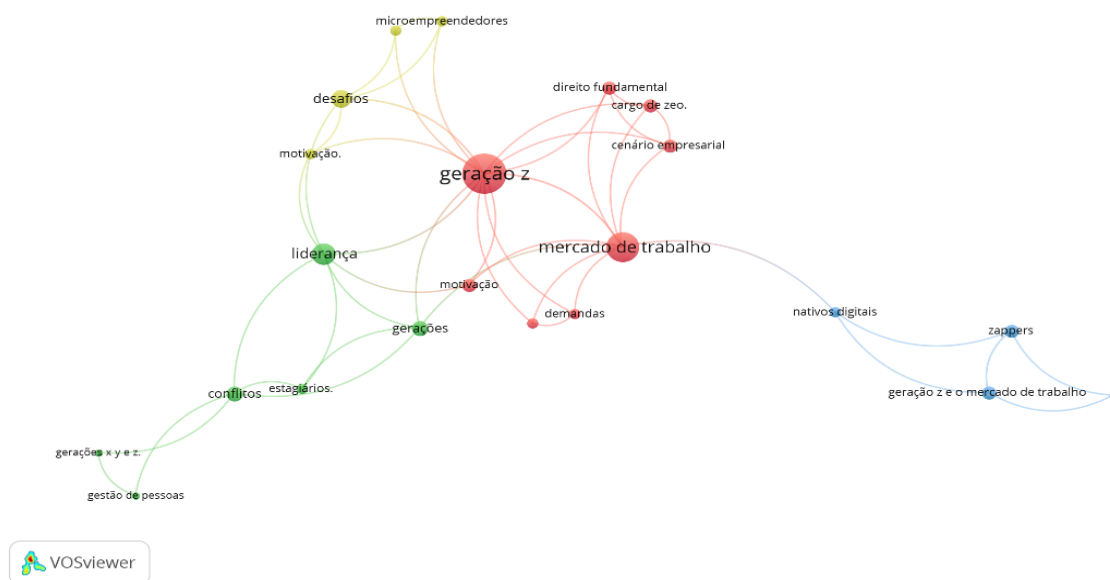 microempreendedores
direito fundamental
desafios
cargo de zeo.
cenário empresarial
motivação.
geração z
mercado de trabalho
liderança
motivação
nativos digitais
demandas
gerações
zappers
estagiários.
conflitos
geração z e o mercado de trabalho
gerações x y e z.
gestão de pessoas
VOSviewer